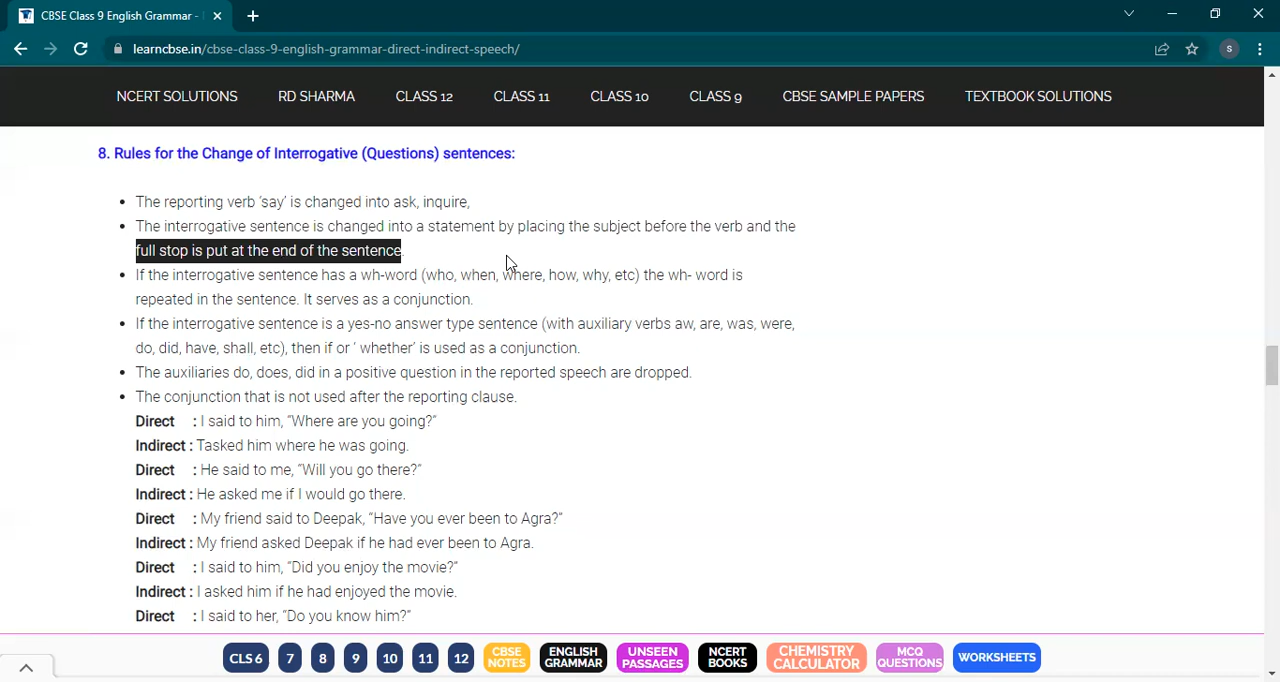 CBSE Class 9 English Grammar -
learncbse.in/cbse-class-9-english-grammar-direct-indirect-speech/
S
NCERT SOLUTIONS RD SHARMA CLASS 12 CLASS 11 CLASS 10 CLASS 9 CBSE SAMPLE PAPERS TEXTBOOK SOLUTIONS
8. Rules for the Change of Interrogative (Questions) sentences:
• The reporting verb ‘say’ is changed into ask, inquire,
• The interrogative sentence is changed into a statement by placing the subject before the verb and the
full stop is put at the end of the sentence.
• If the interrogative sentence has a wh-word (who, when, where, how, why, etc) the wh- word is
repeated in the sentence. It serves as a conjunction.
• If the interrogative sentence is a yes-no answer type sentence (with auxiliary verbs aw, are, was, were,
do, did, have, shall, etc), then if or ‘ whether’ is used as a conjunction.
• The auxiliaries do, does, did in a positive question in the reported speech are dropped.
• The conjunction that is not used after the reporting clause.
Direct : I said to him, “Where are you going?”
Indirect : Tasked him where he was going.
Direct : He said to me, “Will you go there?”
Indirect : He asked me if I would go there.
Direct : My friend said to Deepak, “Have you ever been to Agra?”
Indirect : My friend asked Deepak if he had ever been to Agra.
Direct : I said to him, “Did you enjoy the movie?”
Indirect : I asked him if he had enjoyed the movie.
Direct : I said to her, “Do you know him?”
CLS 6 7 8 9 10 11 12 CBSE NOTES ENGLISH GRAMMAR UNSEEN PASSAGES NCERT BOOKS CHEMISTRY CALCULATOR MCQ QUESTIONS WORKSHEETS